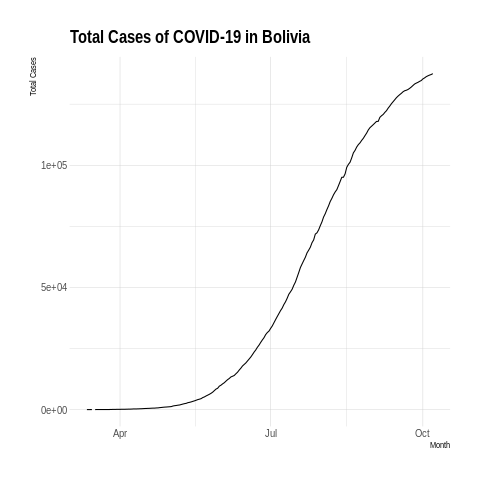 Total Cases of COVID-19 in Bolivia
Total Cases
1e+05
5e+04
0e+00
Apr
Jul
Oct
Month